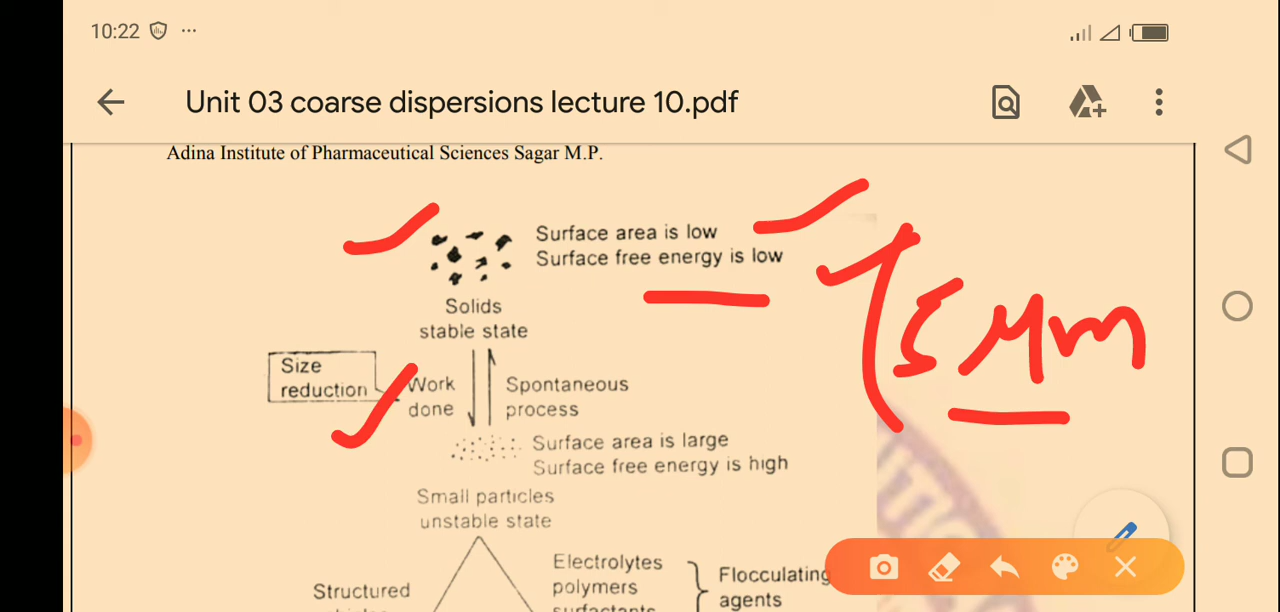 10:22
Unit 03 coarse dispersions lecture 10.pdf
Adina Institute of Pharmaceutical Sciences Sagar M.P.
Surface area is low
Surface free energy is low
5 μm
Solids
stable state
Size
reduction
Work
done
Spontaneous
process
Surface area is large
Surface free energy is high
Small particles
unstable state
Structured
Electrolytes
polymers
surfactants
Flocculating
agents